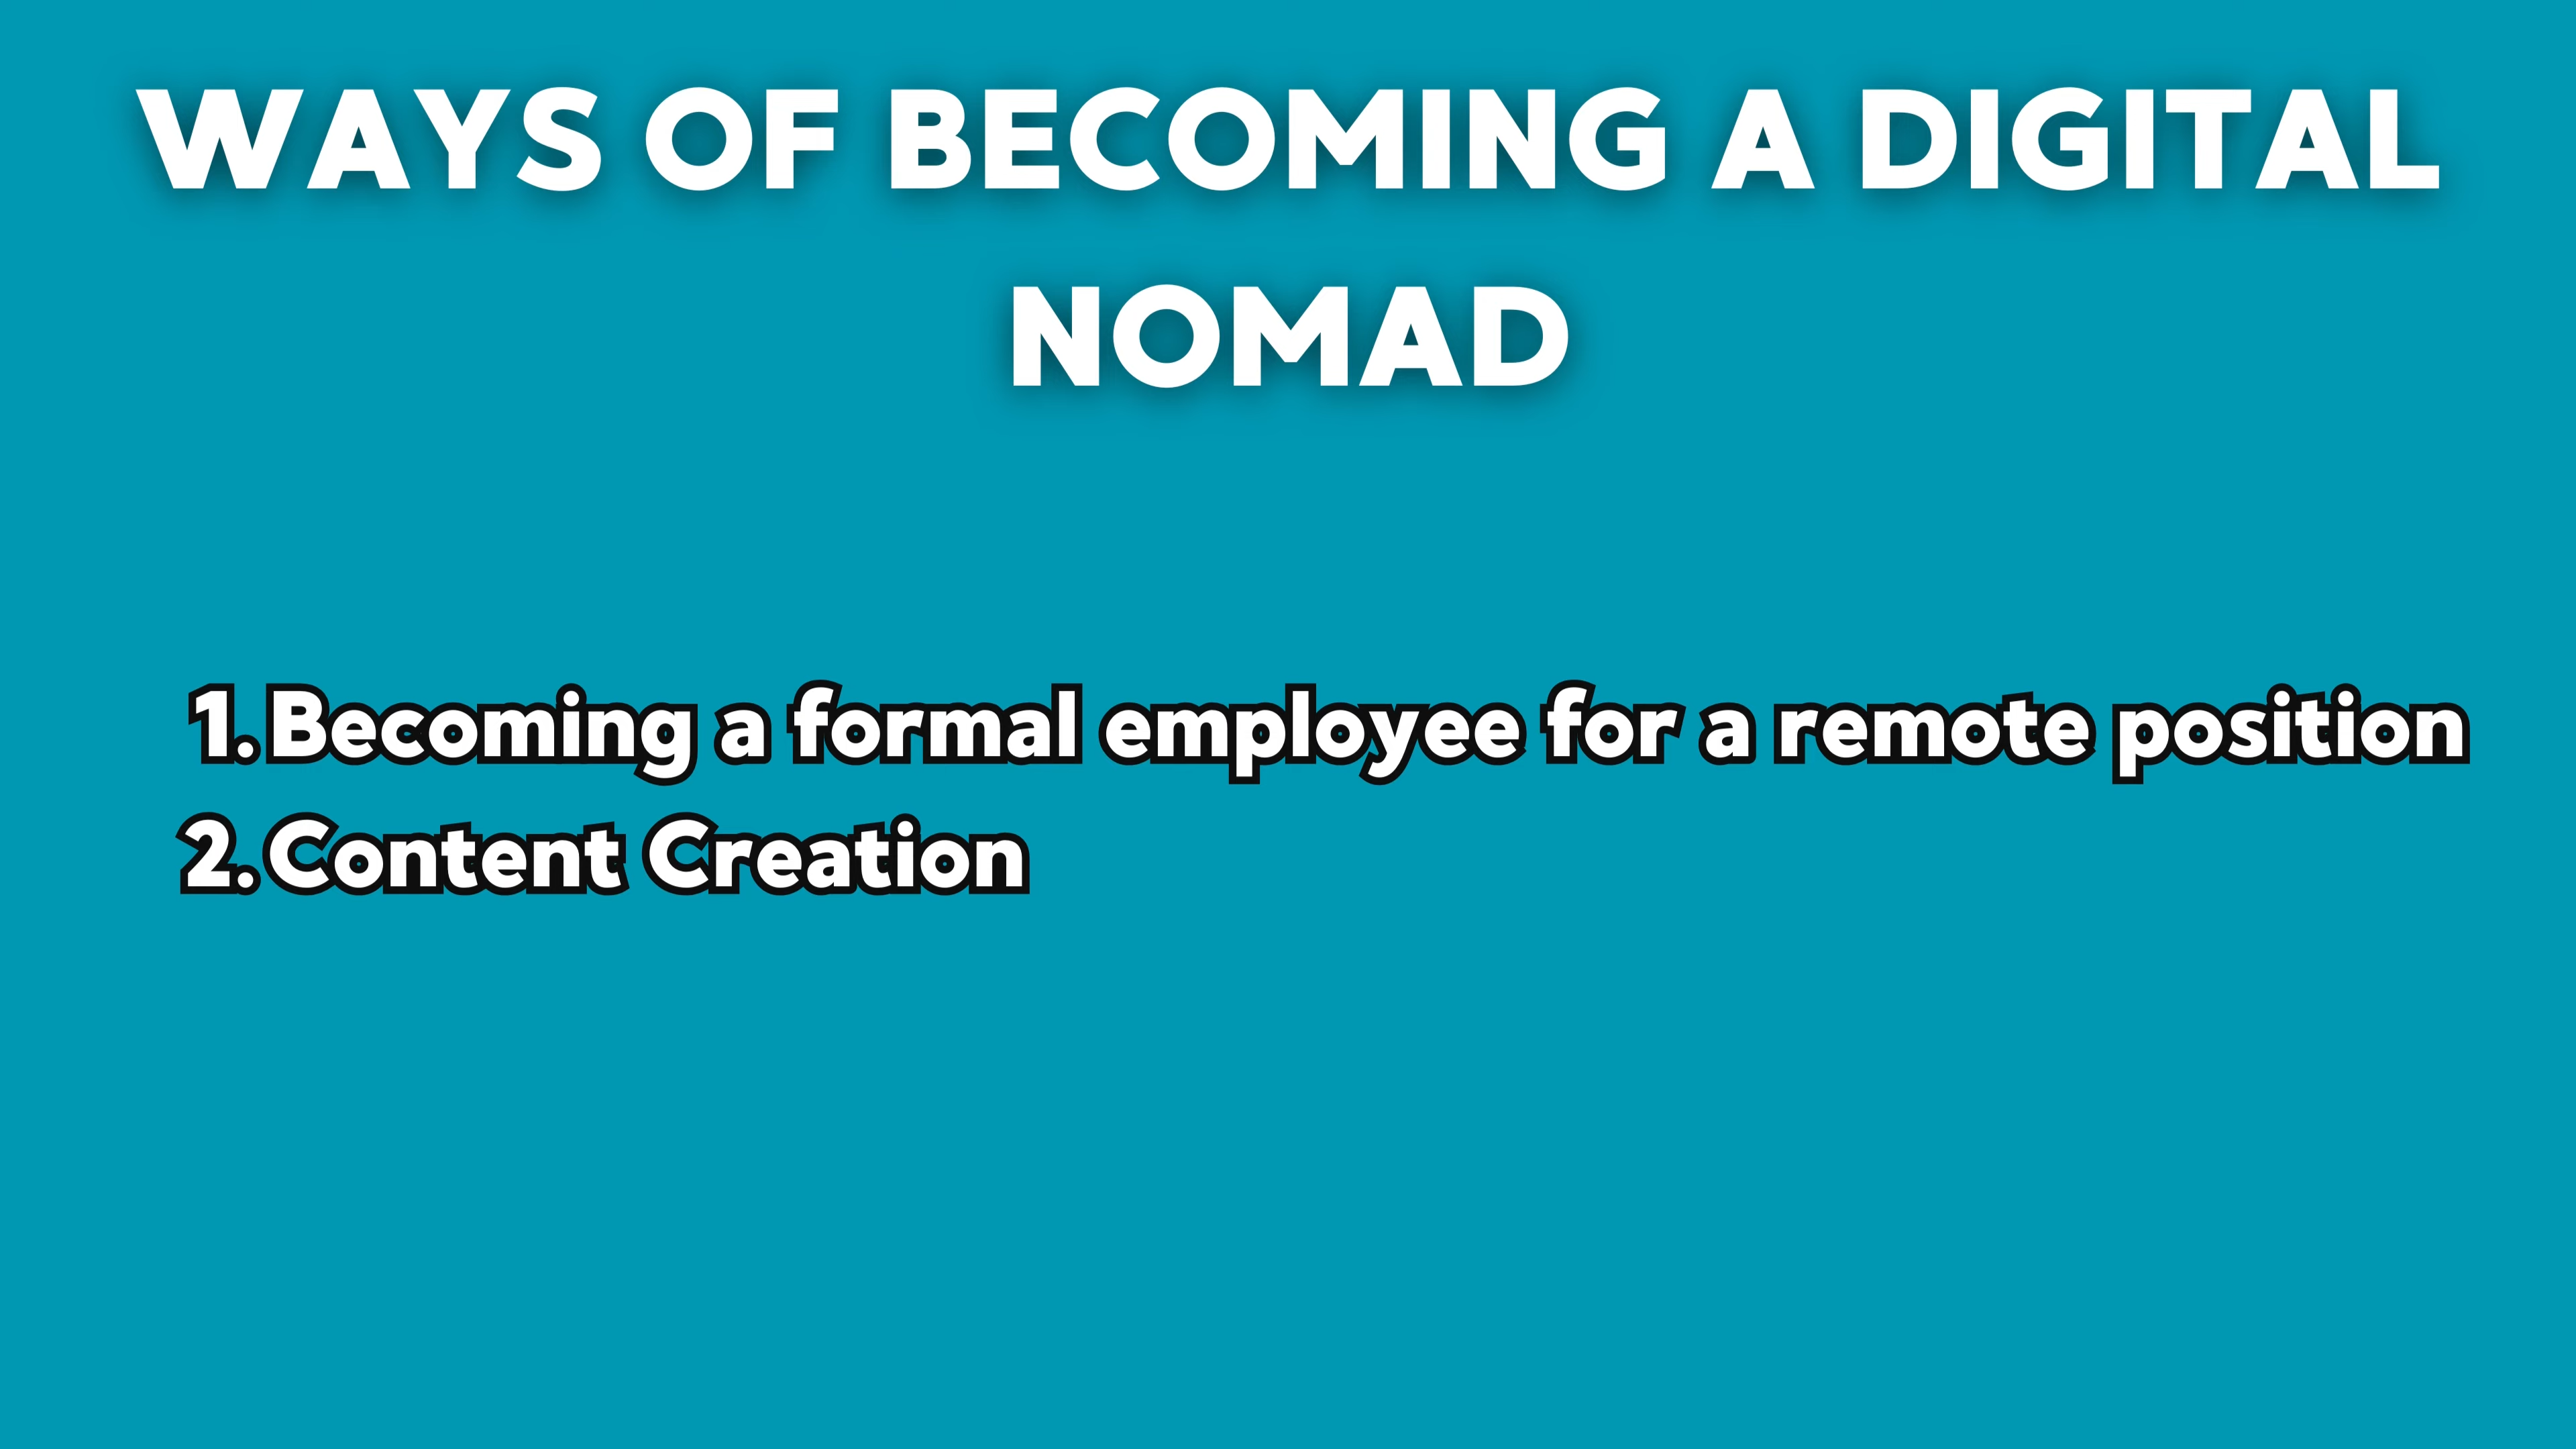 WAYS OF BECOMING A DIGITAL
NOMAD
1. Becoming a formal employee for a remote position
2. Content Creation